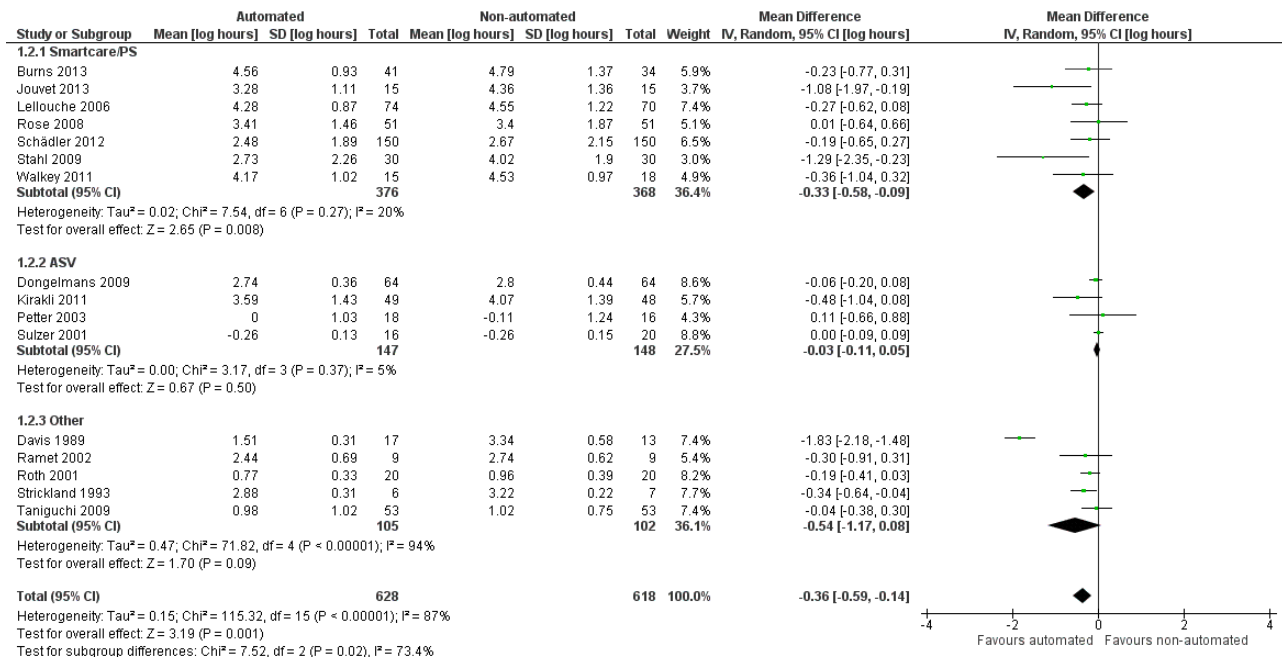 Automated Non-automated Mean Difference Mean Difference
Study or Subgroup Mean [log hours] SD [log hours] Total Mean [log hours] SD [log hours] Total Weight IV, Random, 95% CI [log hours] IV, Random, 95% CI [log hours]
1.2.1 Smartcare/PS
Burns 2013 4.56 0.93 41 4.79 1.37 34 5.9% -0.23 [-0.77, 0.31]
Jouvet 2013 3.28 1.11 15 4.36 1.36 15 3.7% -1.08 [-1.97, -0.19]
Lellouche 2006 4.28 0.87 74 4.55 1.22 70 7.4% -0.27 [-0.62, 0.08]
Rose 2008 3.41 1.46 51 3.4 1.87 51 5.1% 0.01 [-0.64, 0.66]
Schädler 2012 2.48 1.89 150 2.67 2.15 150 6.5% -0.19 [-0.65, 0.27]
Stahl 2009 2.73 2.26 30 4.02 1.9 30 3.0% -1.29 [-2.35, -0.23]
Walkey 2011 4.17 1.02 15 4.53 0.97 18 4.9% -0.36 [-1.04, 0.32]
Subtotal (95% CI) 376 368 36.4% -0.33 [-0.58, -0.09]
Heterogeneity: Tau² = 0.02; Chi² = 7.54, df = 6 (P = 0.27); I² = 20%
Test for overall effect: Z = 2.65 (P = 0.008)
1.2.2 ASV
Dongelmans 2009 2.74 0.36 64 2.8 0.44 64 8.6% -0.06 [-0.20, 0.08]
Kirakli 2011 3.59 1.43 49 4.07 1.39 48 5.7% -0.48 [-1.04, 0.08]
Petter 2003 0 1.03 18 -0.11 1.24 16 4.3% 0.11 [-0.66, 0.88]
Sulzer 2001 -0.26 0.13 16 -0.26 0.15 20 8.8% 0.00 [-0.09, 0.09]
Subtotal (95% CI) 147 148 27.5% -0.03 [-0.11, 0.05]
Heterogeneity: Tau² = 0.00; Chi² = 3.17, df = 3 (P = 0.37); I² = 5%
Test for overall effect: Z = 0.67 (P = 0.50)
1.2.3 Other
Davis 1989 1.51 0.31 17 3.34 0.58 13 7.4% -1.83 [-2.18, -1.48]
Ramet 2002 2.44 0.69 9 2.74 0.62 9 5.4% -0.30 [-0.91, 0.31]
Roth 2001 0.77 0.33 20 0.96 0.39 20 8.2% -0.19 [-0.41, 0.03]
Strickland 1993 2.88 0.31 6 3.22 0.22 7 7.7% -0.34 [-0.64, -0.04]
Taniguchi 2009 0.98 1.02 53 1.02 0.75 53 7.4% -0.04 [-0.38, 0.30]
Subtotal (95% CI) 105 102 36.1% -0.54 [-1.17, 0.08]
Heterogeneity: Tau² = 0.47; Chi² = 71.82, df = 4 (P < 0.00001); I² = 94%
Test for overall effect: Z = 1.70 (P = 0.09)
Total (95% CI) 628 618 100.0% -0.36 [-0.59, -0.14]
Heterogeneity: Tau² = 0.15; Chi² = 115.32, df = 15 (P < 0.00001); I² = 87%
Test for overall effect: Z = 3.19 (P = 0.001)
Test for subgroup differences: Chi² = 7.52, df = 2 (P = 0.02), I² = 73.4%
-4 -2 0 2 4
Favours automated Favours non-automated